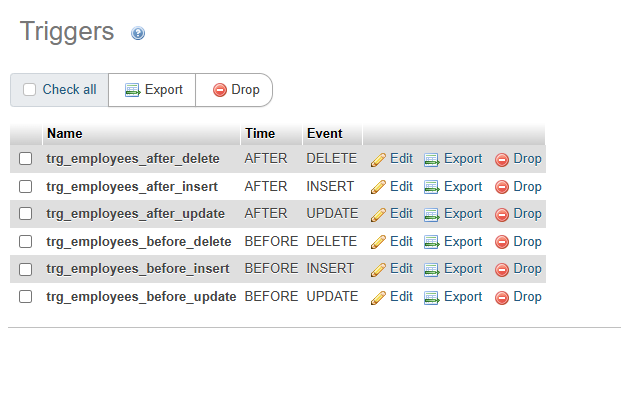 Triggers
Check all Export Drop
Name Time Event
trg_employees_after_delete AFTER DELETE Edit Export Drop
trg_employees_after_insert AFTER INSERT Edit Export Drop
trg_employees_after_update AFTER UPDATE Edit Export Drop
trg_employees_before_delete BEFORE DELETE Edit Export Drop
trg_employees_before_insert BEFORE INSERT Edit Export Drop
trg_employees_before_update BEFORE UPDATE Edit Export Drop